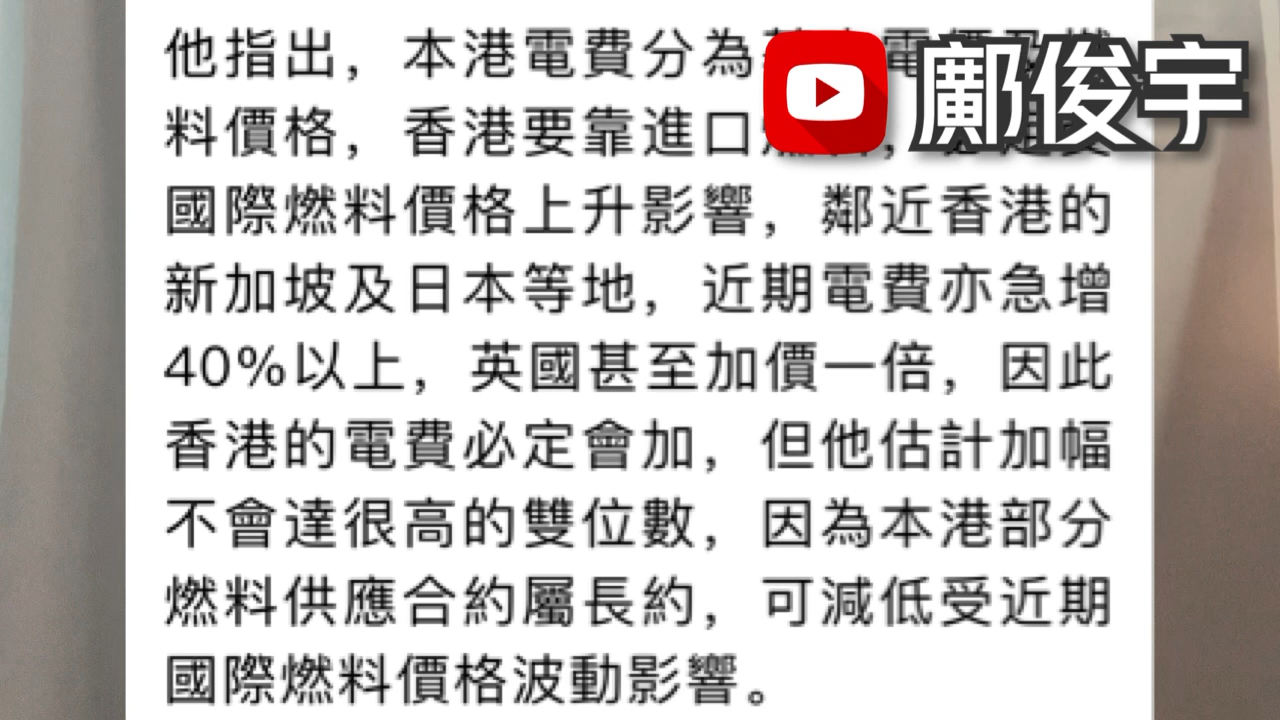 鄺俊宇
他指出，本港電費分為
料價格，香港要靠進口
國際燃料價格上升影響，鄰近香港的
新加坡及日本等地，近期電費亦急增
40%以上，英國甚至加價一倍，因此
香港的電費必定會加，但他估計加幅
不會達很高的雙位數，因為本港部分
燃料供應合約屬長約，可減低受近期
國際燃料價格波動影響。